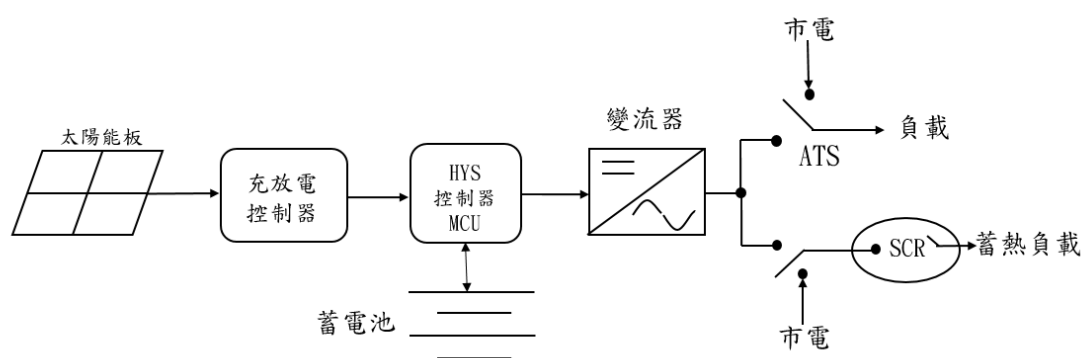 市電
太陽能板
充放電
控制器
HYS
控制器
MCU
變流器
ATS
負載
SCR
蓄熱負載
蓄電池
市電